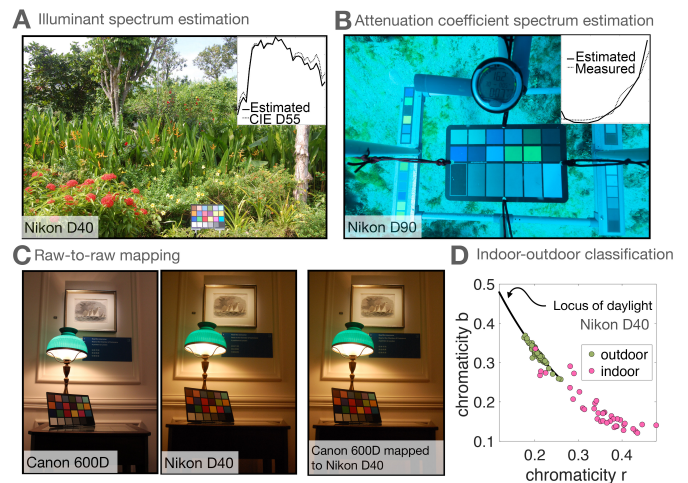 A Illuminant spectrum estimation
Estimated
CIE D55
Nikon D40
B Attenuation coefficient spectrum estimation
Estimated
Measured
Nikon D90
C Raw-to-raw mapping
Canon 600D
Nikon D40
Canon 600D mapped
to Nikon D40
D Indoor-outdoor classification
0.5
0.4
0.3
0.2
0.1
chromaticity b
Locus of daylight
Nikon D40
outdoor
indoor
0.2 0.3 0.4
chromaticity r